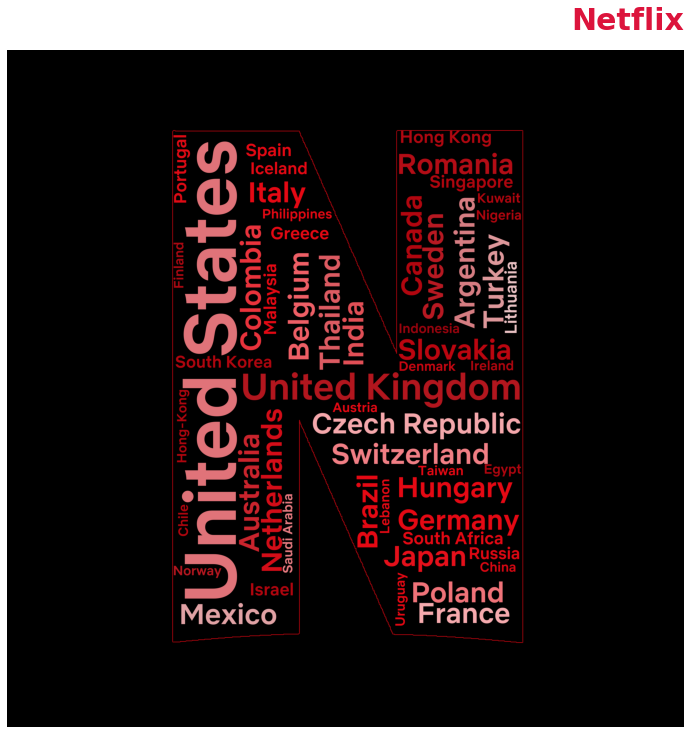 Netflix
Portugal
United States
Spain
Iceland
Italy
Philippines
Greece
Finland
Colombia
Malaysia
Belgium
Thailand
India
South Korea
Hong Kong
Romania
Singapore
Kuwait
Nigeria
Canada
Sweden
Argentina
Turkey
Lithuania
Indonesia
Slovakia
Denmark
Ireland
United Kingdom
Austria
Czech Republic
Switzerland
Taiwan
Egypt
Hong-Kong
Australia
Netherlands
Saudi Arabia
Chile
Norway
Israel
Mexico
Brazil
Lebanon
Hungary
Germany
South Africa
Japan
Russia
China
Uruguay
Poland
France